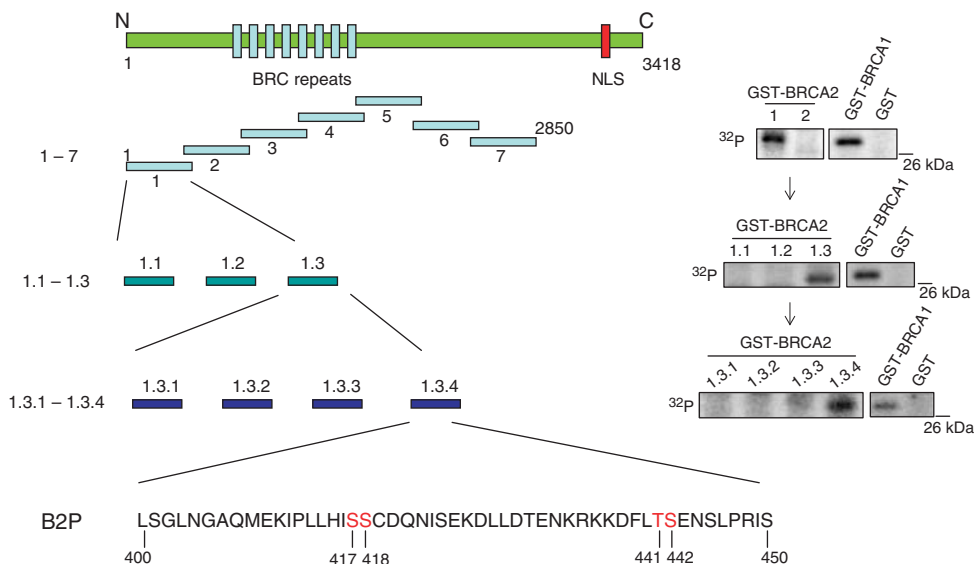 N C
1 3418
BRC repeats NLS
1 – 7
1 2850
1 2 3 4 5 6 7
1.1 – 1.3
1.1 1.2 1.3
1.3.1 – 1.3.4
1.3.1 1.3.2 1.3.3 1.3.4
B2P LSGLNGAQMEKIPLLHISSCDQNISEKDLLDTENKRKKDFLTSENSLPRIS
400 417 418 441 442 450
GST-BRCA2 GST-BRCA1 GST
1 2
32P
26 kDa
GST-BRCA2 GST-BRCA1 GST
1.1 1.2 1.3
32P
26 kDa
GST-BRCA2 GST-BRCA1 GST
1.3.1 1.3.2 1.3.3 1.3.4
32P
26 kDa